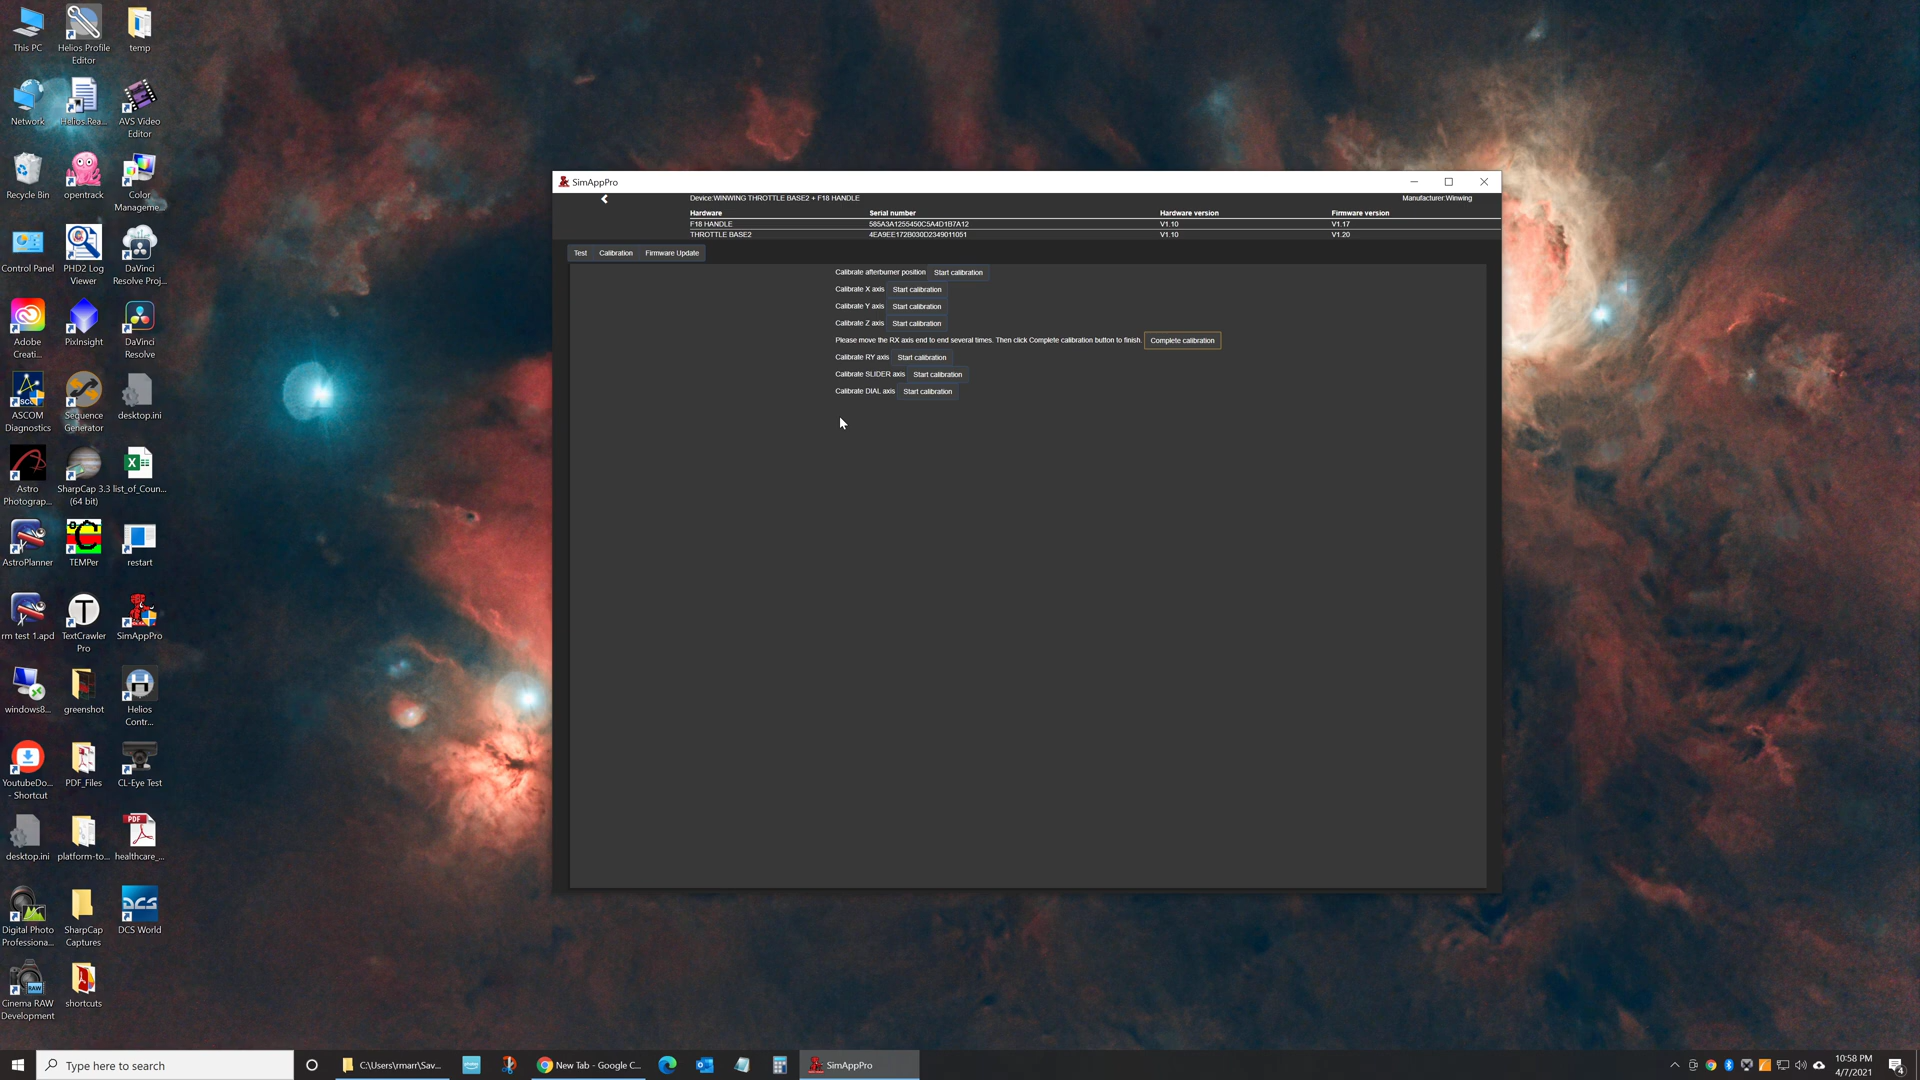 This PC
Helios Profile
Editor
temp
Network
Helios.Rea...
AVS Video
Editor
Recycle Bin
opentrack
Color
Manageme...
Control Panel
PHD2 Log
Viewer
DaVinci
Resolve Proj...
Adobe
Creati...
PixInsight
DaVinci
Resolve
ASCOM
Diagnostics
Sequence
Generator
desktop.ini
Astro
Photograp...
SharpCap 3.3
(64 bit)
list_of_Coun...
AstroPlanner
TEMPer
restart
rm test 1.apd
TextCrawler
Pro
SimAppPro
windows8...
greenshot
Helios
Contr...
YoutubeDo...
- Shortcut
PDF_Files
CL-Eye Test
desktop.ini
platform-to...
healthcare_...
Digital Photo
Professiona...
SharpCap
Captures
DCS World
Cinema RAW
Development
shortcuts
SimAppPro
Device:WINWING THROTTLE BASE2 + F18 HANDLE
Manufacturer:Winwing
Hardware Serial number Hardware version Firmware version
F18 HANDLE 585A3A1255450C5A4D1B7A12 V1.10 V1.17
THROTTLE BASE2 4EA9EE172B030D2349011051 V1.10 V1.20
Test Calibration Firmware Update
Calibrate afterburner position Start calibration
Calibrate X axis Start calibration
Calibrate Y axis Start calibration
Calibrate Z axis Start calibration
Please move the RX axis end to end several times. Then click Complete calibration button to finish. Complete calibration
Calibrate RY axis Start calibration
Calibrate SLIDER axis Start calibration
Calibrate DIAL axis Start calibration
Type here to search
C:\Users\rmarr\Sav...
New Tab - Google C...
SimAppPro
10:58 PM
4/7/2021
4